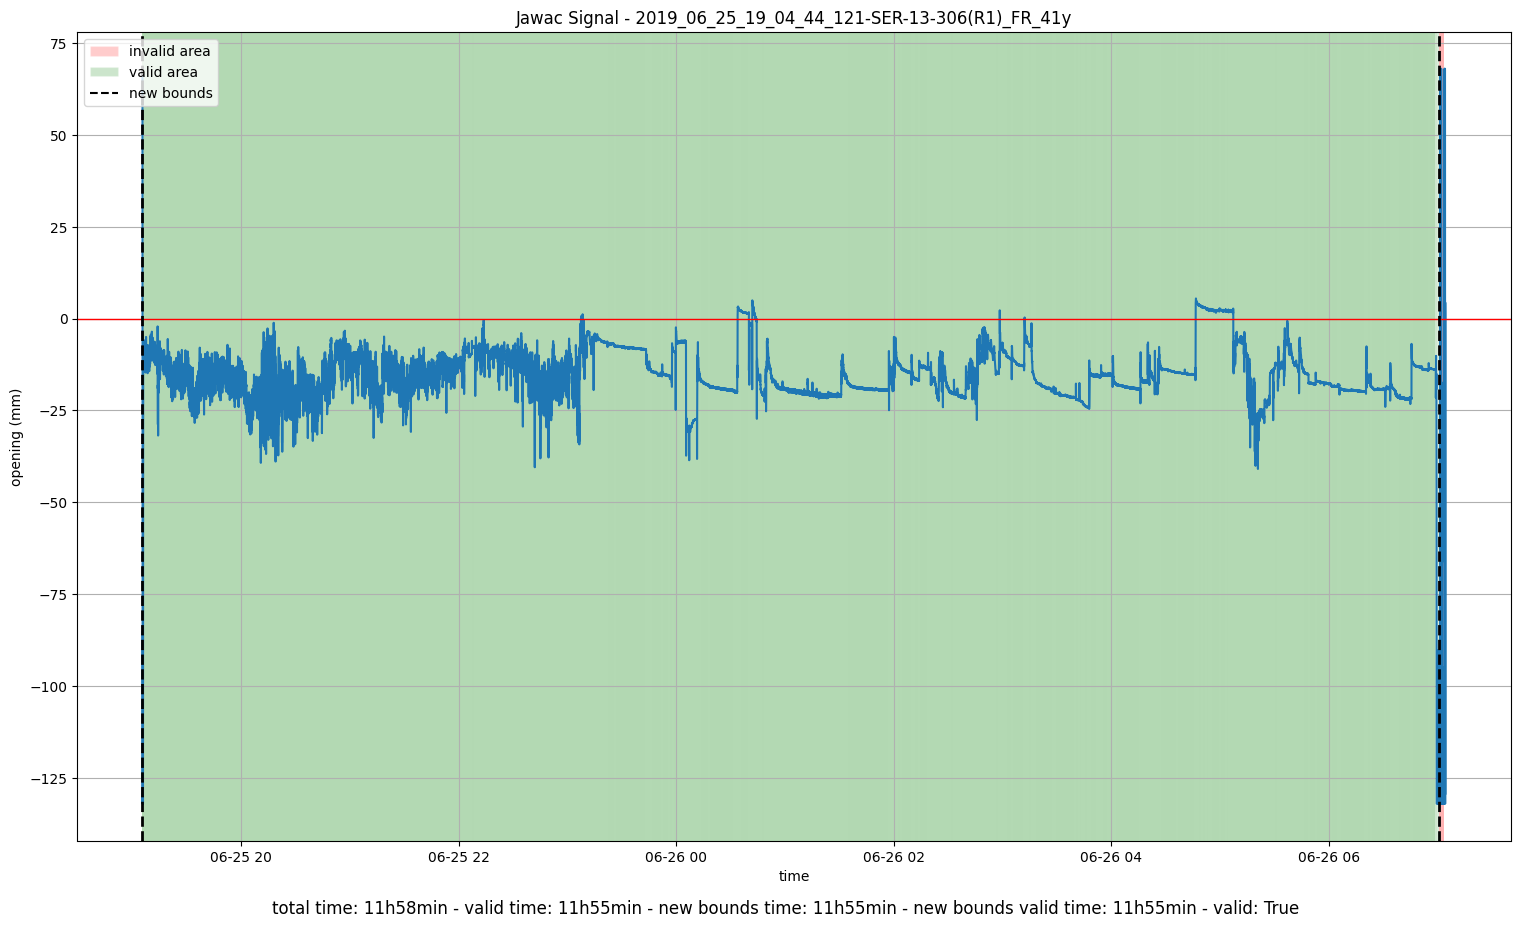 Jawac Signal - 2019_06_25_19_04_44_121-SER-13-306(R1)_FR_41y
invalid area
valid area
new bounds
75
50
25
0
−25
−50
−75
−100
−125
opening (mm)
06-25 20
06-25 22
06-26 00
06-26 02
06-26 04
06-26 06
time
total time: 11h58min - valid time: 11h55min - new bounds time: 11h55min - new bounds valid time: 11h55min - valid: True